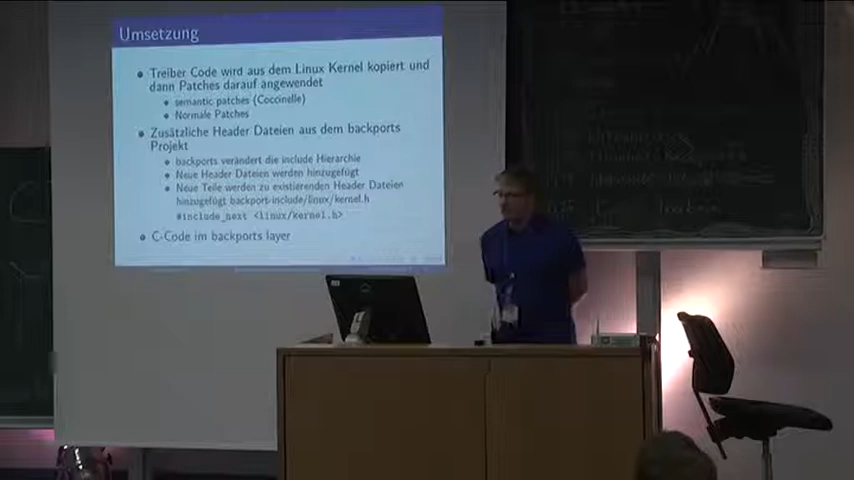 Umsetzung
Treiber Code wird aus dem Linux Kernel kopiert und
dann Patches darauf angewendet
semantic patches (Coccinelle)
Normale Patches
Zusätzliche Header Dateien aus dem backports
Projekt
backports verändert die include Hierarchie
Neue Header Dateien werden hinzugefügt
Neue Teile werden zu existierenden Header Dateien
hinzugefügt backport-include/linux/kernel.h
#include_next <linux/kernel.h>
C-Code im backports layer